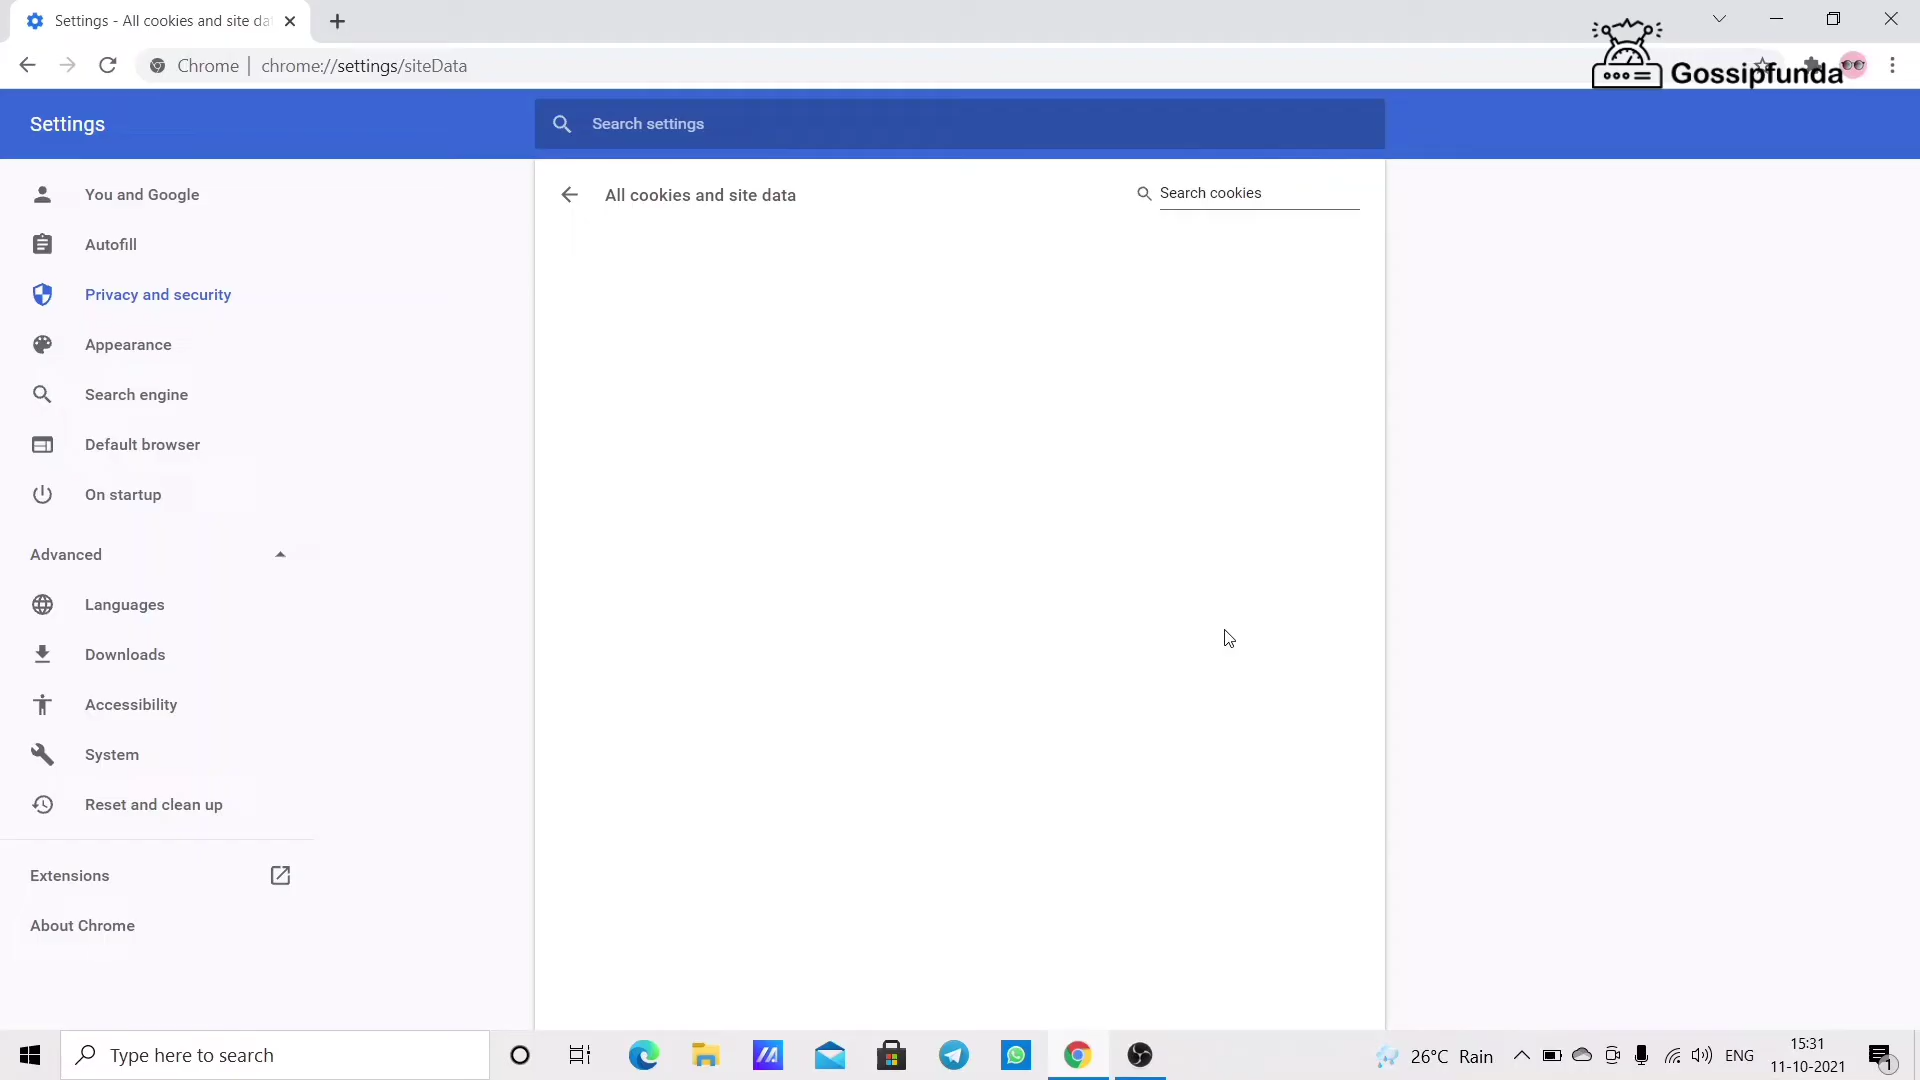 Settings - All cookies and site da
Chrome | chrome://settings/siteData
Gossipfunda
Settings
Search settings
You and Google
Autofill
Privacy and security
Appearance
Search engine
Default browser
On startup
Advanced
Languages
Downloads
Accessibility
System
Reset and clean up
Extensions
About Chrome
All cookies and site data
Search cookies
Type here to search
26°C Rain
ENG
15:31
11-10-2021
1